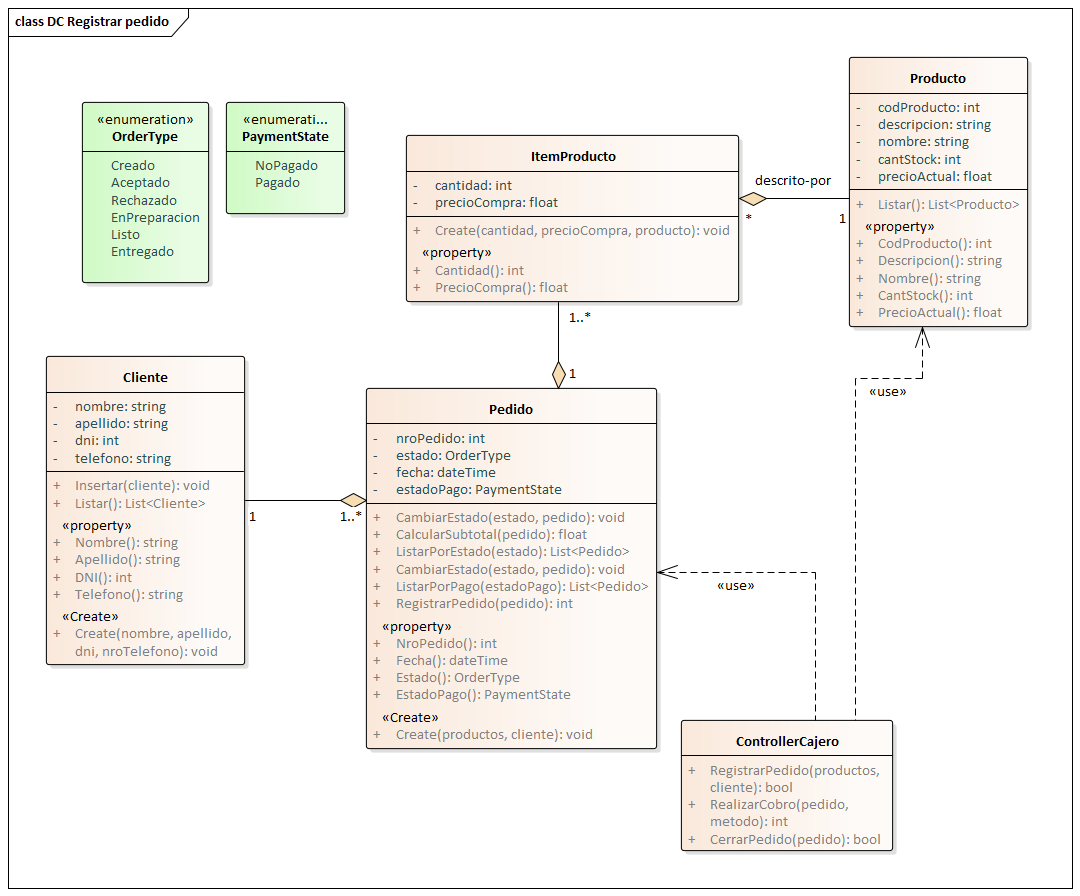 class DC Registrar pedido
«enumeration»
OrderType
Creado
Aceptado
Rechazado
EnPreparacion
Listo
Entregado
«enumerati...
PaymentState
NoPagado
Pagado
ItemProducto
- cantidad: int
- precioCompra: float
+ Create(cantidad, precioCompra, producto): void
«property»
+ Cantidad(): int
+ PrecioCompra(): float
descrito-por
*
1
Producto
- codProducto: int
- descripcion: string
- nombre: string
- cantStock: int
- precioActual: float
+ Listar(): List<Producto>
«property»
+ CodProducto(): int
+ Descripcion(): string
+ Nombre(): string
+ CantStock(): int
+ PrecioActual(): float
1..*
1
Cliente
- nombre: string
- apellido: string
- dni: int
- telefono: string
+ Insertar(cliente): void
+ Listar(): List<Cliente>
«property»
+ Nombre(): string
+ Apellido(): string
+ DNI(): int
+ Telefono(): string
«Create»
+ Create(nombre, apellido,
dni, nroTelefono): void
1
1..*
Pedido
- nroPedido: int
- estado: OrderType
- fecha: dateTime
- estadoPago: PaymentState
+ CambiarEstado(estado, pedido): void
+ CalcularSubtotal(pedido): float
+ ListarPorEstado(estado): List<Pedido>
+ CambiarEstado(estado, pedido): void
+ ListarPorPago(estadoPago): List<Pedido>
+ RegistrarPedido(pedido): int
«property»
+ NroPedido(): int
+ Fecha(): dateTime
+ Estado(): OrderType
+ EstadoPago(): PaymentState
«Create»
+ Create(productos, cliente): void
«use»
«use»
ControllerCajero
+ RegistrarPedido(productos,
cliente): bool
+ RealizarCobro(pedido,
metodo): int
+ CerrarPedido(pedido): bool